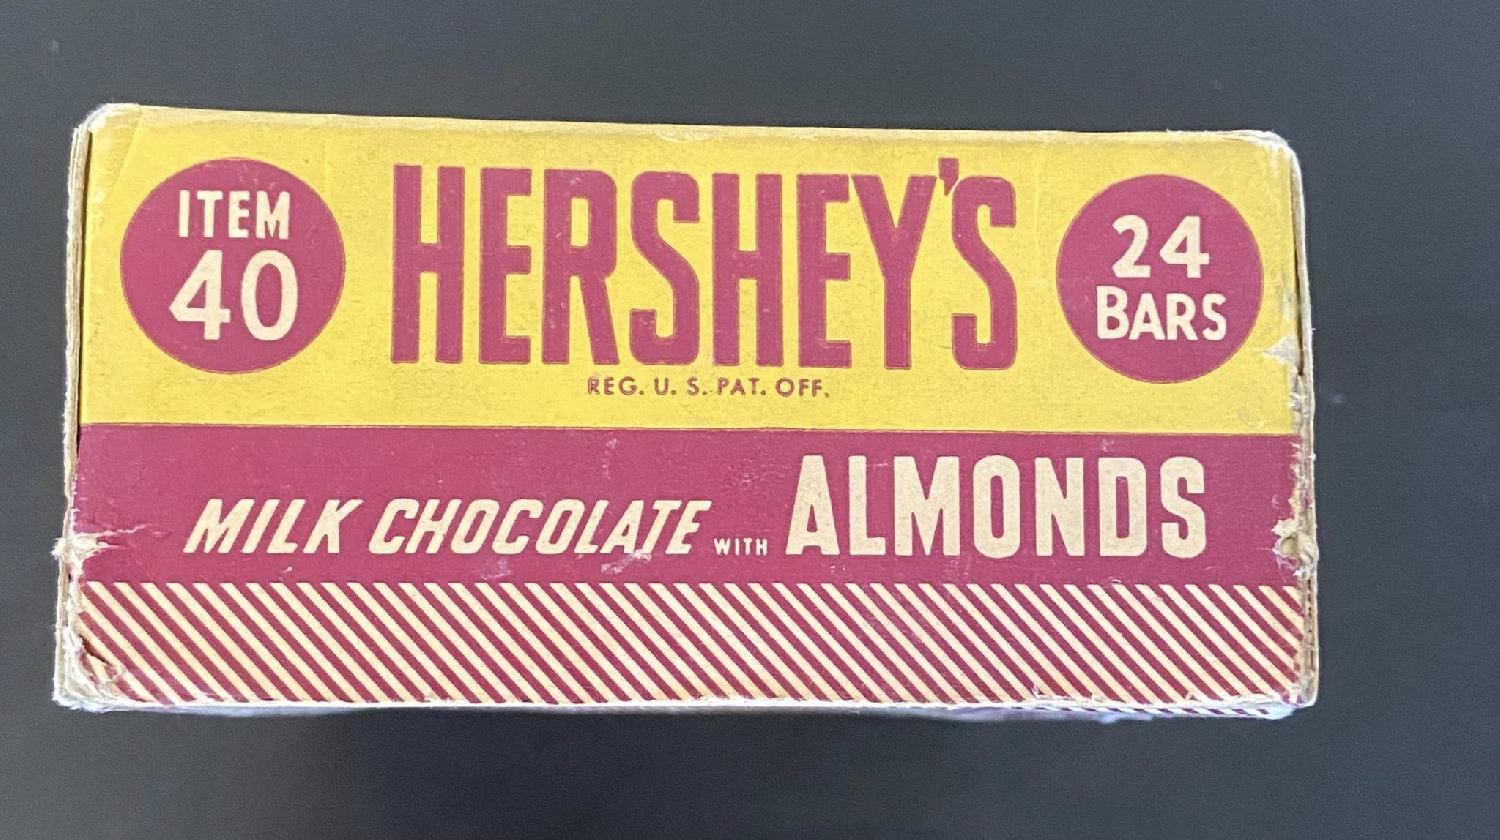 ITEM
40
HERSHEY'S
REG. U. S. PAT. OFF.
24
BARS
MILK CHOCOLATE WITH ALMONDS